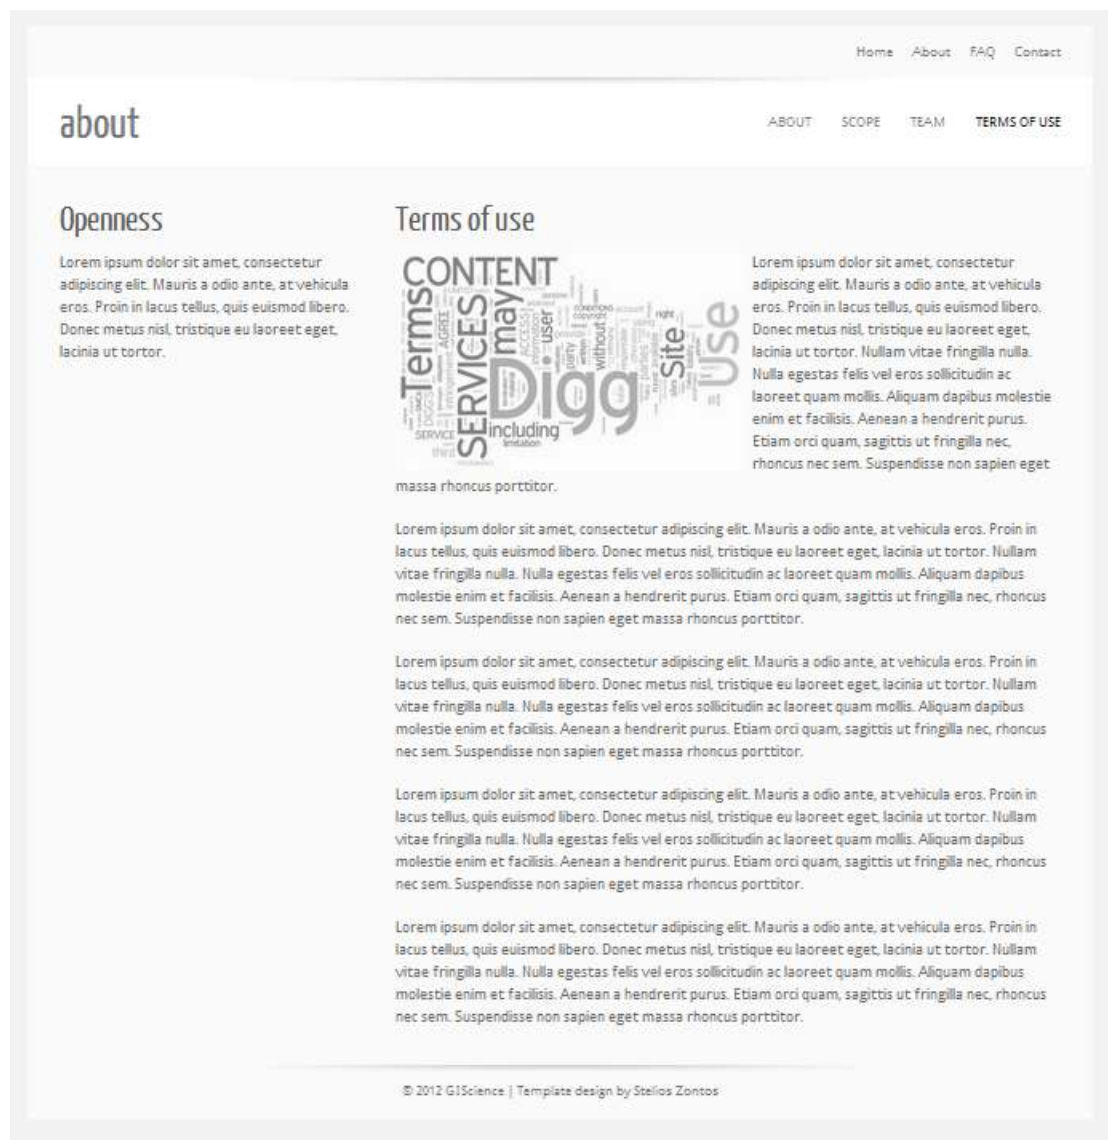 Home About FAQ Contact
about
ABOUT SCOPE TEAM TERMS OF USE
Openness
Lorem ipsum dolor sit amet, consectetur
adipiscing elit. Mauris a odio ante, at vehicula
eros. Proin in lacus tellus, quis euismod libero.
Donec metus nisl, tristique eu laoreet eget,
lacinia ut tortor.
Terms of use
CONTENT
Terms
SERVICES
may
user
AGREE
ACCESS
party
without
CONDITIONS
copyright
right
parties
Site
Use
Digg
DIGG'S
SERVICE
including
limitation
third
Lorem ipsum dolor sit amet, consectetur
adipiscing elit. Mauris a odio ante, at vehicula
eros. Proin in lacus tellus, quis euismod libero.
Donec metus nisl, tristique eu laoreet eget,
lacinia ut tortor. Nullam vitae fringilla nulla.
Nulla egestas felis vel eros sollicitudin ac
laoreet quam mollis. Aliquam dapibus molestie
enim et facilisis. Aenean a hendrerit purus.
Etiam orci quam, sagittis ut fringilla nec,
rhoncus nec sem. Suspendisse non sapien eget
massa rhoncus porttitor.
Lorem ipsum dolor sit amet, consectetur adipiscing elit. Mauris a odio ante, at vehicula eros. Proin in
lacus tellus, quis euismod libero. Donec metus nisl, tristique eu laoreet eget, lacinia ut tortor. Nullam
vitae fringilla nulla. Nulla egestas felis vel eros sollicitudin ac laoreet quam mollis. Aliquam dapibus
molestie enim et facilisis. Aenean a hendrerit purus. Etiam orci quam, sagittis ut fringilla nec, rhoncus
nec sem. Suspendisse non sapien eget massa rhoncus porttitor.
Lorem ipsum dolor sit amet, consectetur adipiscing elit. Mauris a odio ante, at vehicula eros. Proin in
lacus tellus, quis euismod libero. Donec metus nisl, tristique eu laoreet eget, lacinia ut tortor. Nullam
vitae fringilla nulla. Nulla egestas felis vel eros sollicitudin ac laoreet quam mollis. Aliquam dapibus
molestie enim et facilisis. Aenean a hendrerit purus. Etiam orci quam, sagittis ut fringilla nec, rhoncus
nec sem. Suspendisse non sapien eget massa rhoncus porttitor.
Lorem ipsum dolor sit amet, consectetur adipiscing elit. Mauris a odio ante, at vehicula eros. Proin in
lacus tellus, quis euismod libero. Donec metus nisl, tristique eu laoreet eget, lacinia ut tortor. Nullam
vitae fringilla nulla. Nulla egestas felis vel eros sollicitudin ac laoreet quam mollis. Aliquam dapibus
molestie enim et facilisis. Aenean a hendrerit purus. Etiam orci quam, sagittis ut fringilla nec, rhoncus
nec sem. Suspendisse non sapien eget massa rhoncus porttitor.
Lorem ipsum dolor sit amet, consectetur adipiscing elit. Mauris a odio ante, at vehicula eros. Proin in
lacus tellus, quis euismod libero. Donec metus nisl, tristique eu laoreet eget, lacinia ut tortor. Nullam
vitae fringilla nulla. Nulla egestas felis vel eros sollicitudin ac laoreet quam mollis. Aliquam dapibus
molestie enim et facilisis. Aenean a hendrerit purus. Etiam orci quam, sagittis ut fringilla nec, rhoncus
nec sem. Suspendisse non sapien eget massa rhoncus porttitor.
© 2012 GIScience | Template design by Stelios Zontos